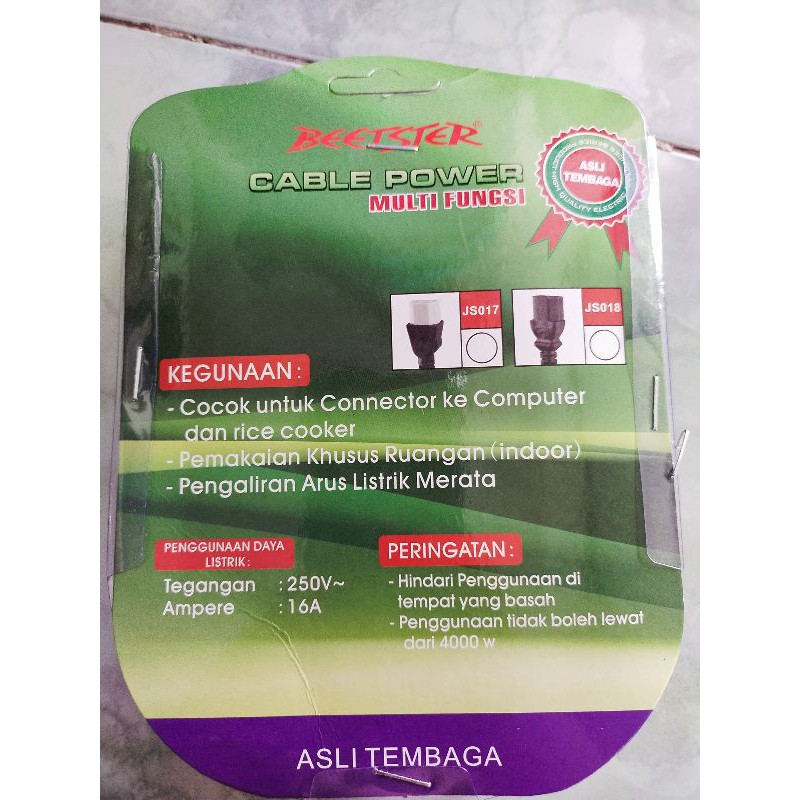 BEETSTER®
CABLE POWER
MULTI FUNGSI
ASLI
TEMBAGA
QUALITY ELECTRIC
JS017
JS018
KEGUNAAN :
- Cocok untuk Connector ke Computer
dan rice cooker
- Pemakaian Khusus Ruangan (indoor)
- Pengaliran Arus Listrik Merata
PENGGUNAAN DAYA
LISTRIK :
Tegangan : 250V~
Ampere : 16A
PERINGATAN :
- Hindari Penggunaan di
tempat yang basah
- Penggunaan tidak boleh lewat
dari 4000 w
ASLI TEMBAGA